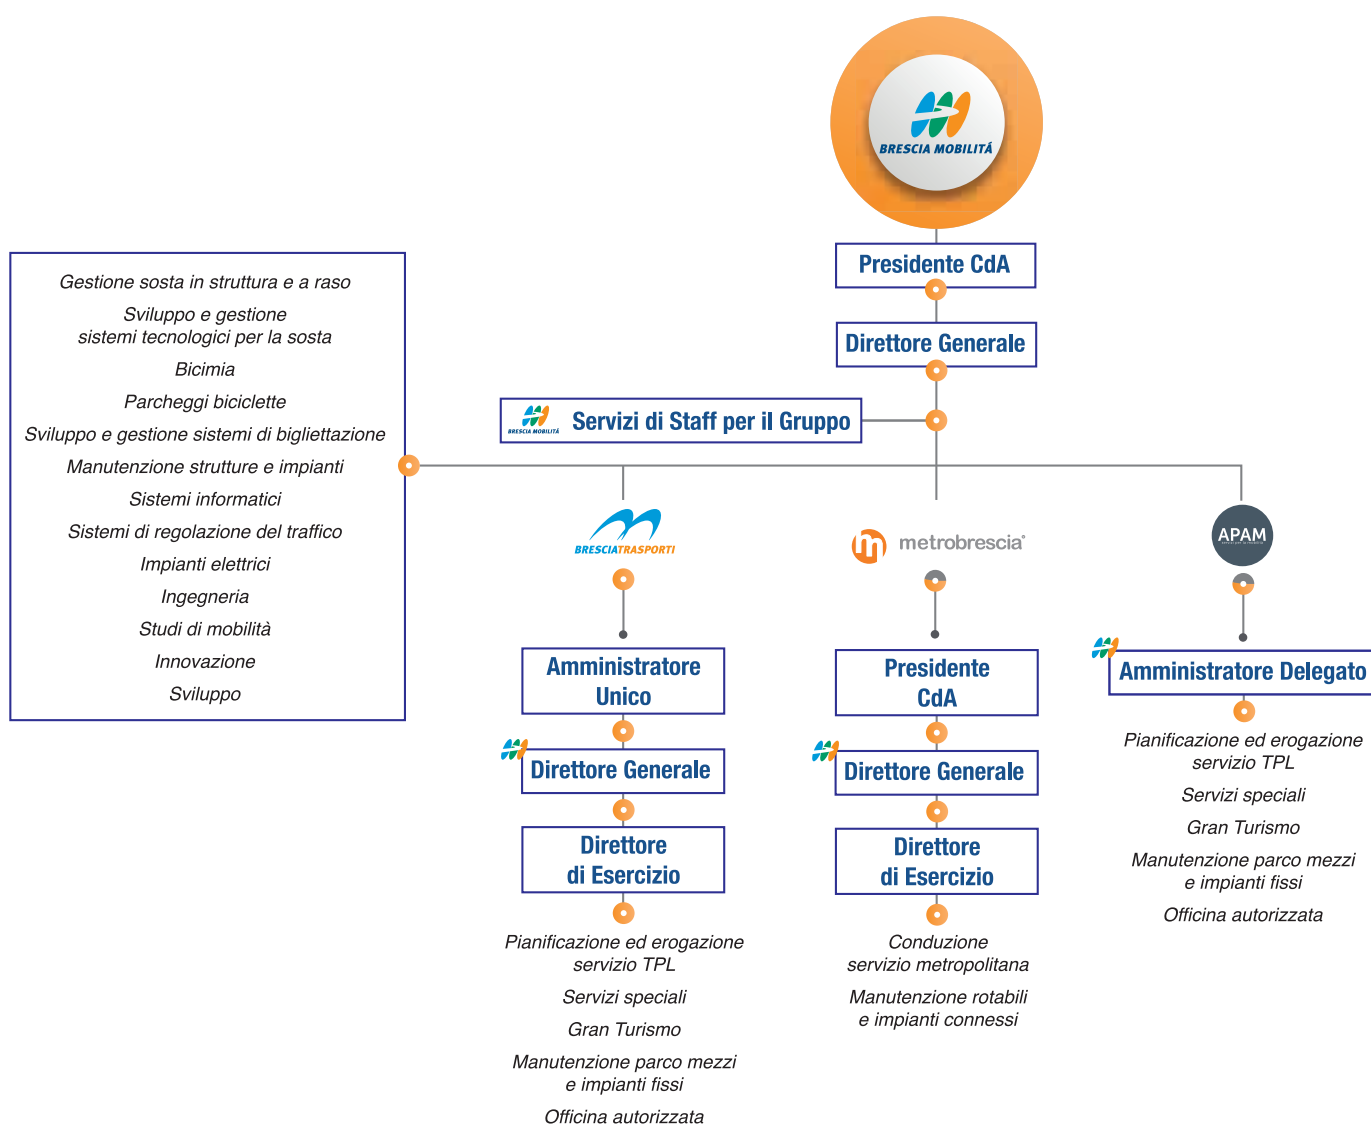 BRESCIA MOBILITÁ
Presidente CdA
Direttore Generale
BRESCIA MOBILITÁ
Servizi di Staff per il Gruppo
Gestione sosta in struttura e a raso
Sviluppo e gestione
sistemi tecnologici per la sosta
Bicimia
Parcheggi biciclette
Sviluppo e gestione sistemi di bigliettazione
Manutenzione strutture e impianti
Sistemi informatici
Sistemi di regolazione del traffico
Impianti elettrici
Ingegneria
Studi di mobilità
Innovazione
Sviluppo
BRESCIATRASPORTI
Amministratore
Unico
Direttore Generale
Direttore
di Esercizio
Pianificazione ed erogazione
servizio TPL
Servizi speciali
Gran Turismo
Manutenzione parco mezzi
e impianti fissi
Officina autorizzata
m metrobrescia®
Presidente
CdA
Direttore Generale
Direttore
di Esercizio
Conduzione
servizio metropolitana
Manutenzione rotabili
e impianti connessi
APAM
Amministratore Delegato
Pianificazione ed erogazione
servizio TPL
Servizi speciali
Gran Turismo
Manutenzione parco mezzi
e impianti fissi
Officina autorizzata